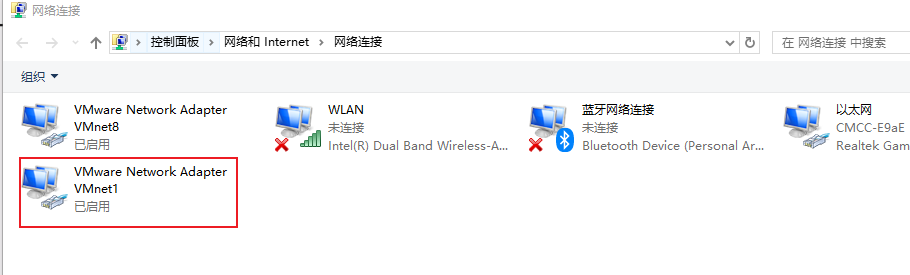 网络连接
控制面板 > 网络和 Internet > 网络连接
在 网络连接 中搜索
组织
VMware Network Adapter
VMnet8
已启用
WLAN
未连接
Intel(R) Dual Band Wireless-A...
蓝牙网络连接
未连接
Bluetooth Device (Personal Ar...
以太网
CMCC-E9aE
Realtek Gam
VMware Network Adapter
VMnet1
已启用